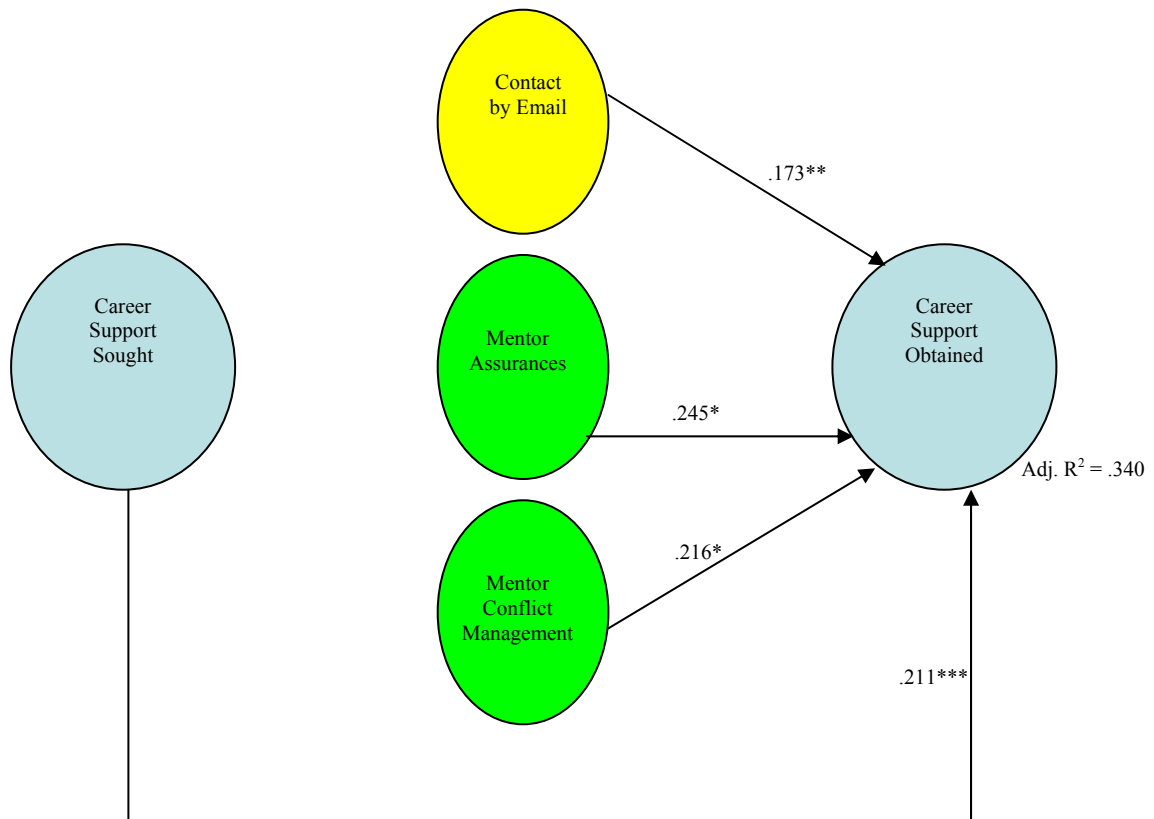 Contact
by Email
.173**
Career
Support
Sought
Career
Support
Obtained
Mentor
Assurances
.245*
Adj. R² = .340
.216*
Mentor
Conflict
Management
.211***